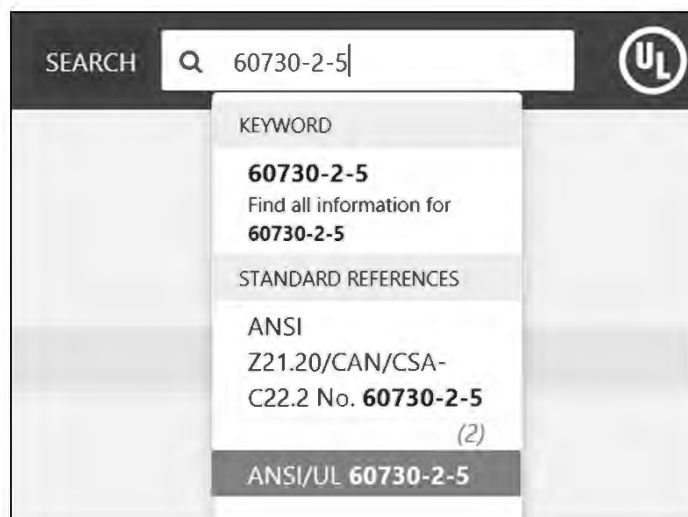 SEARCH 60730-2-5 UL
KEYWORD
60730-2-5
Find all information for
60730-2-5
STANDARD REFERENCES
ANSI
Z21.20/CAN/CSA-
C22.2 No. 60730-2-5
(2)
ANSI/UL 60730-2-5